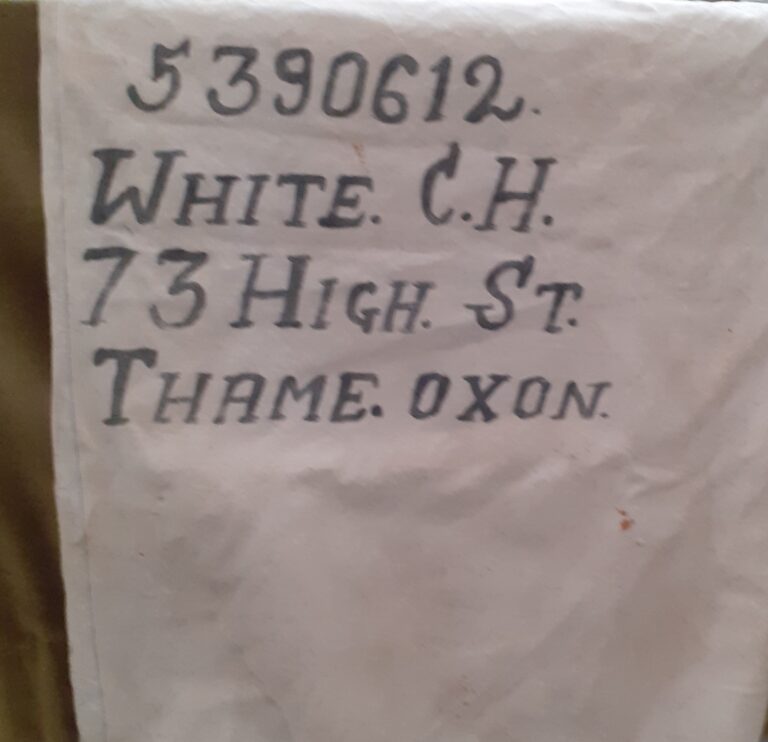 5390612.
WHITE. C.H.
73 HIGH. ST.
THAME. OXON.